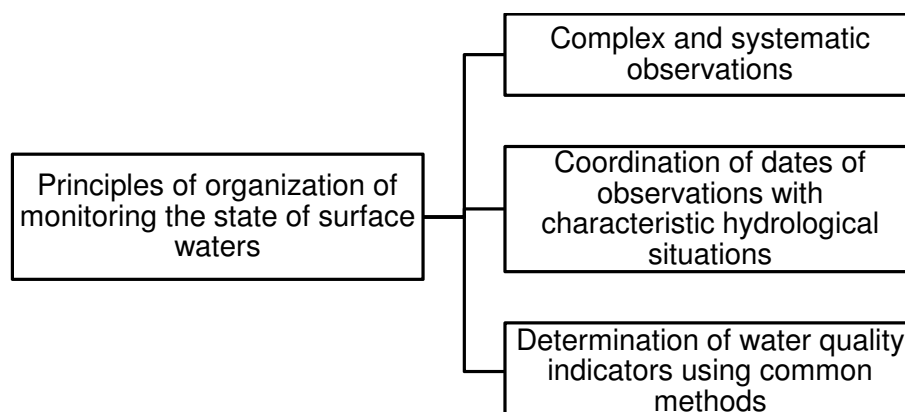 Complex and systematic
observations
Principles of organization of
monitoring the state of surface
waters
Coordination of dates of
observations with
characteristic hydrological
situations
Determination of water quality
indicators using common
methods